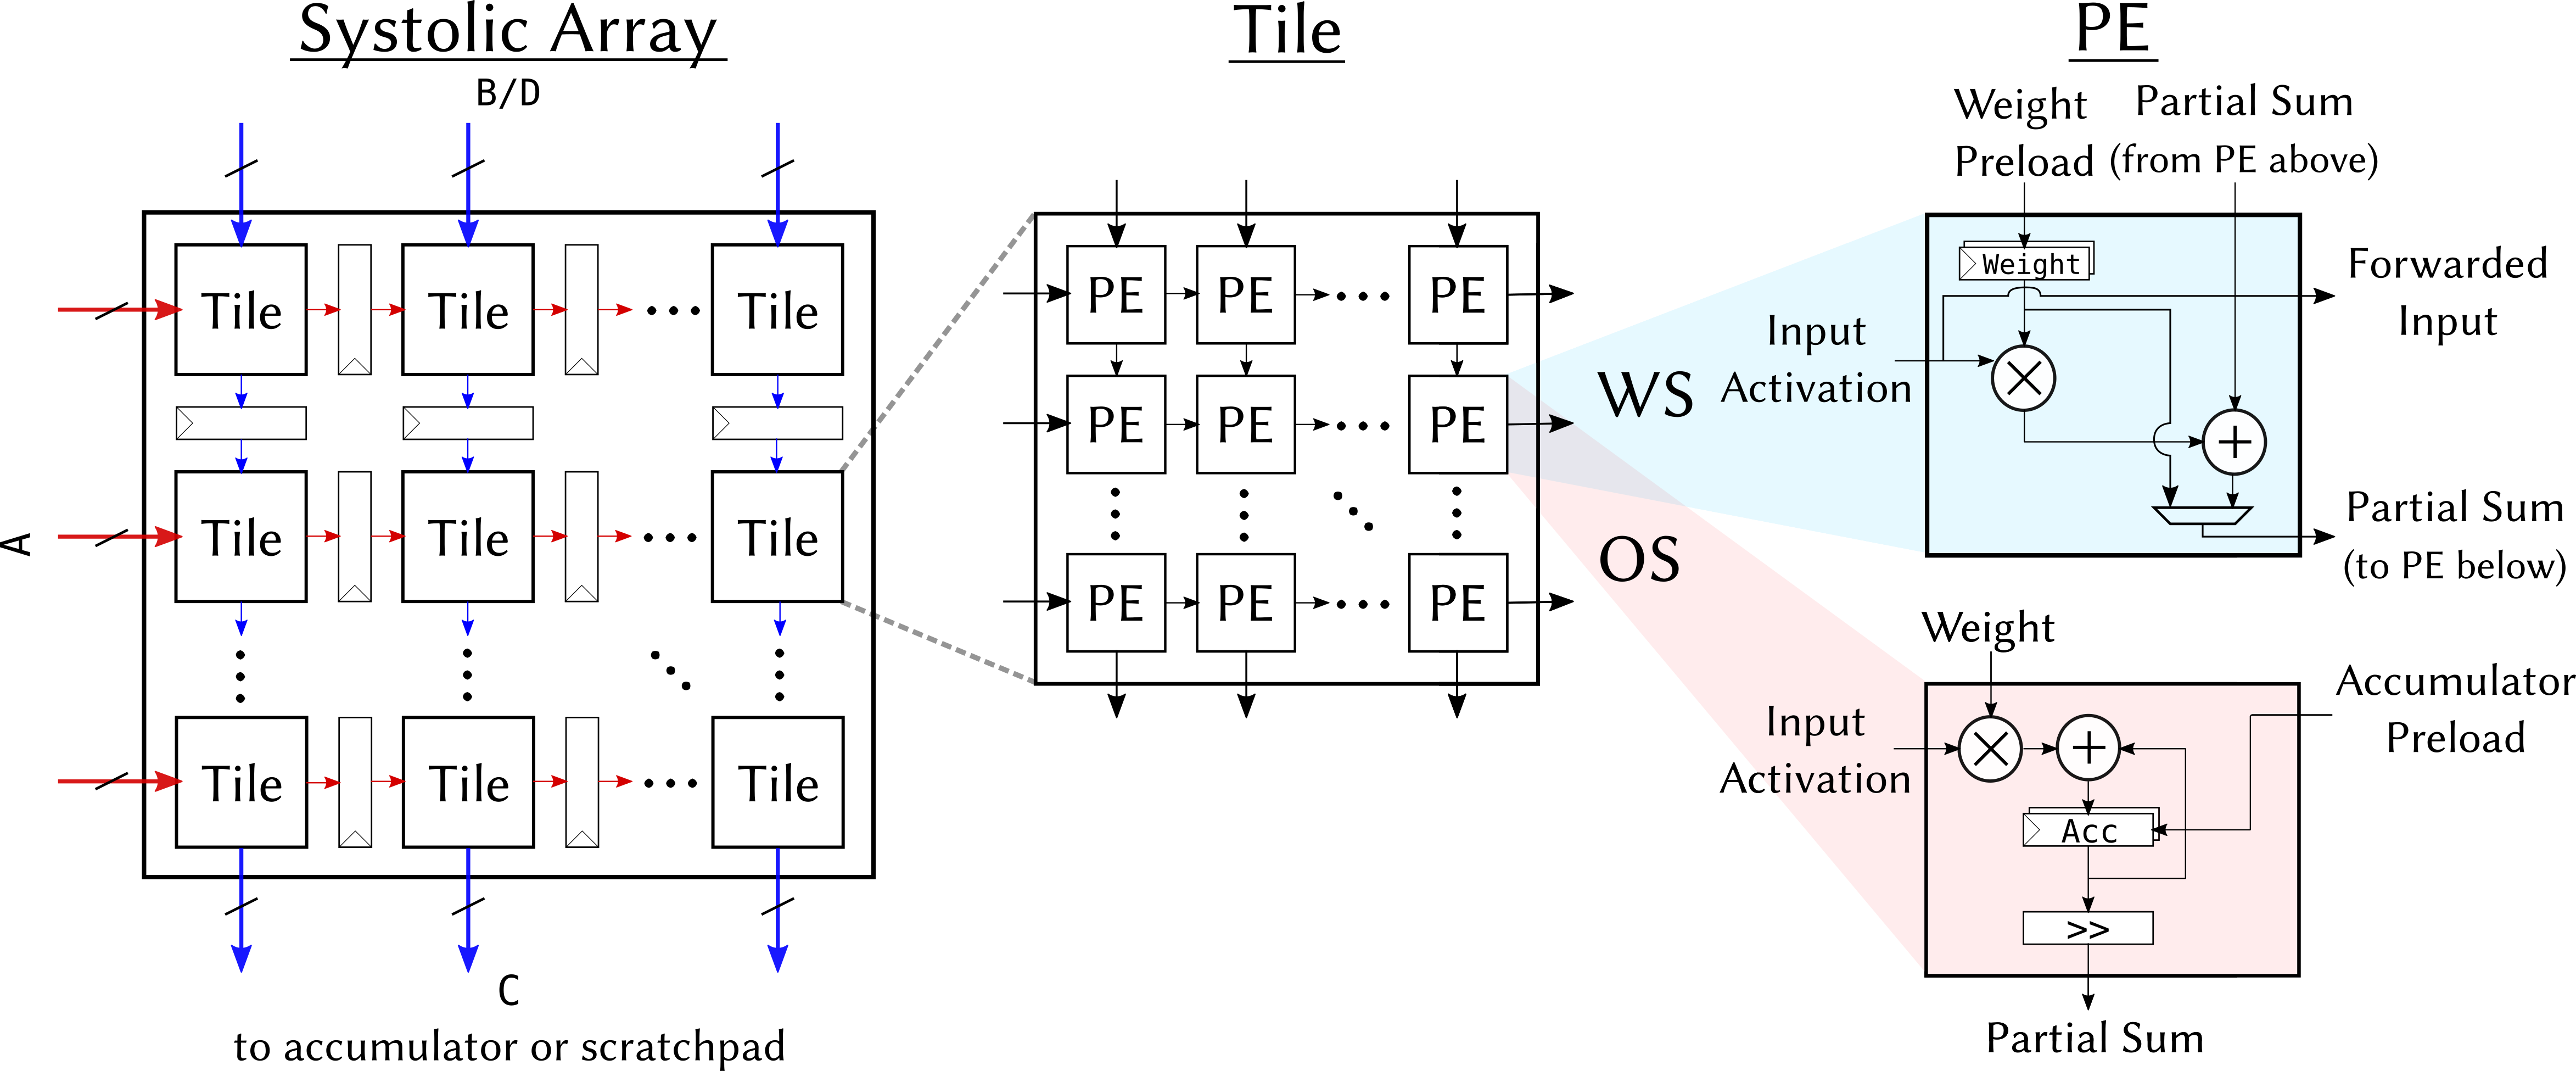 Systolic Array
B/D
Tile Tile Tile
A
Tile Tile Tile
Tile Tile Tile
C
to accumulator or scratchpad
Tile
PE PE PE
PE PE PE
PE PE PE
WS
OS
PE
Weight
Preload
Partial Sum
(from PE above)
Weight
Input
Activation
Forwarded
Input
Partial Sum
(to PE below)
Weight
Input
Activation
Accumulator
Preload
Acc
>>
Partial Sum